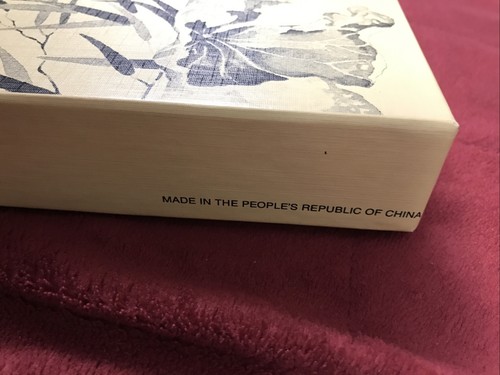 MADE IN THE PEOPLE'S REPUBLIC OF CHINA